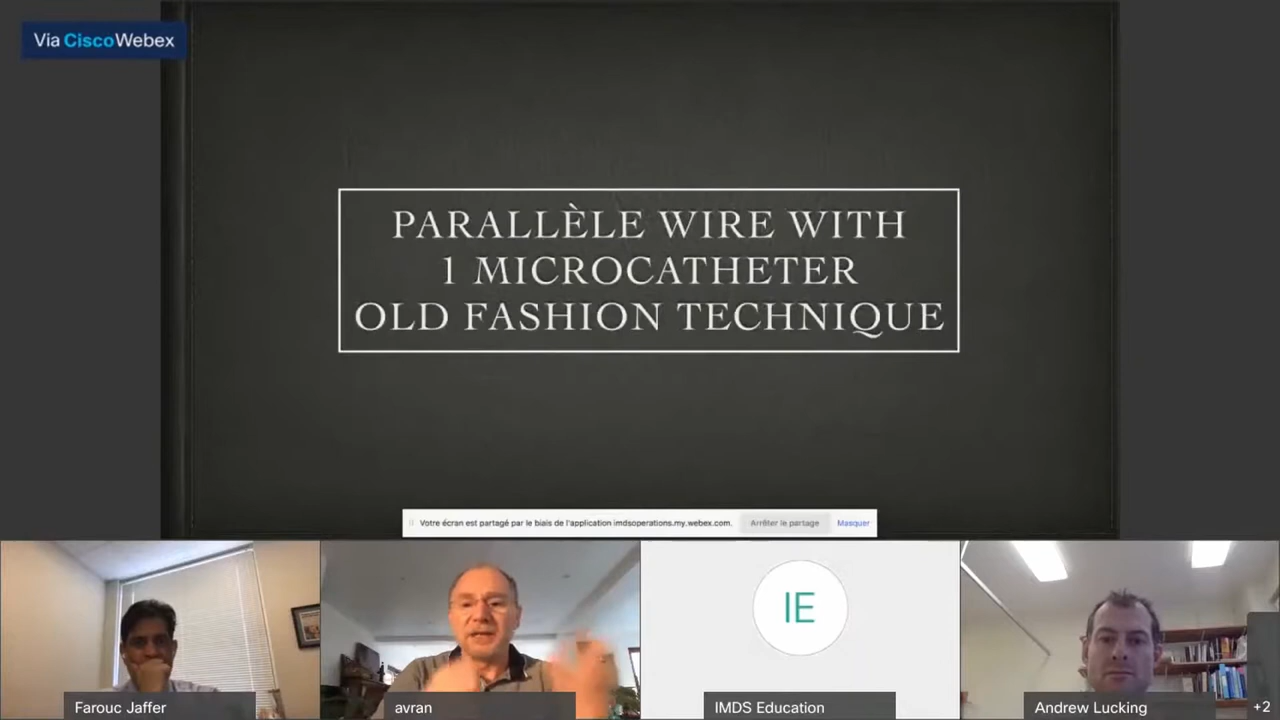 Via CiscoWebex
PARALLÈLE WIRE WITH
1 MICROCATHETER
OLD FASHION TECHNIQUE
Votre écran est partagé par le biais de l'application imdsoperations.my.webex.com.
Arrêter le partage
Masquer
IE
Farouc Jaffer
avran
IMDS Education
Andrew Lucking
+2